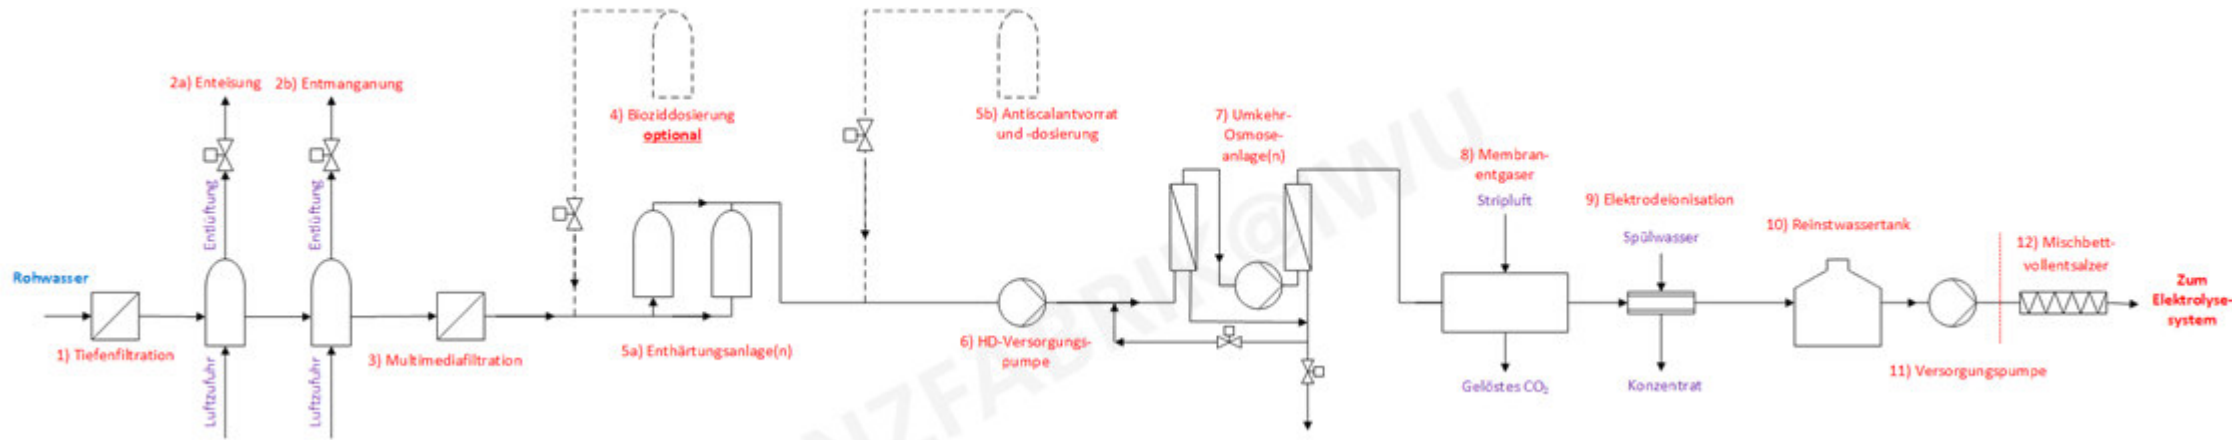 Rohwasser
1) Tiefenfiltration
2a) Enteisung
Entlüftung
Luftzufuhr
2b) Entmanganung
Entlüftung
Luftzufuhr
3) Multimediafiltration
4) Bioziddosierung
optional
5a) Enthärtungsanlage(n)
5b) Antiscalantvorrat
und -dosierung
6) HD-Versorgungs-
pumpe
7) Umkehr-
Osmose-
anlage(n)
8) Membran-
entgaser
Stripluft
Gelöstes CO₂
9) Elektrodeionisation
Spülwasser
Konzentrat
10) Reinstwassertank
11) Versorgungspumpe
12) Mischbett-
vollentsalzer
Zum
Elektrolyse-
system
NZFABRIK@IWU